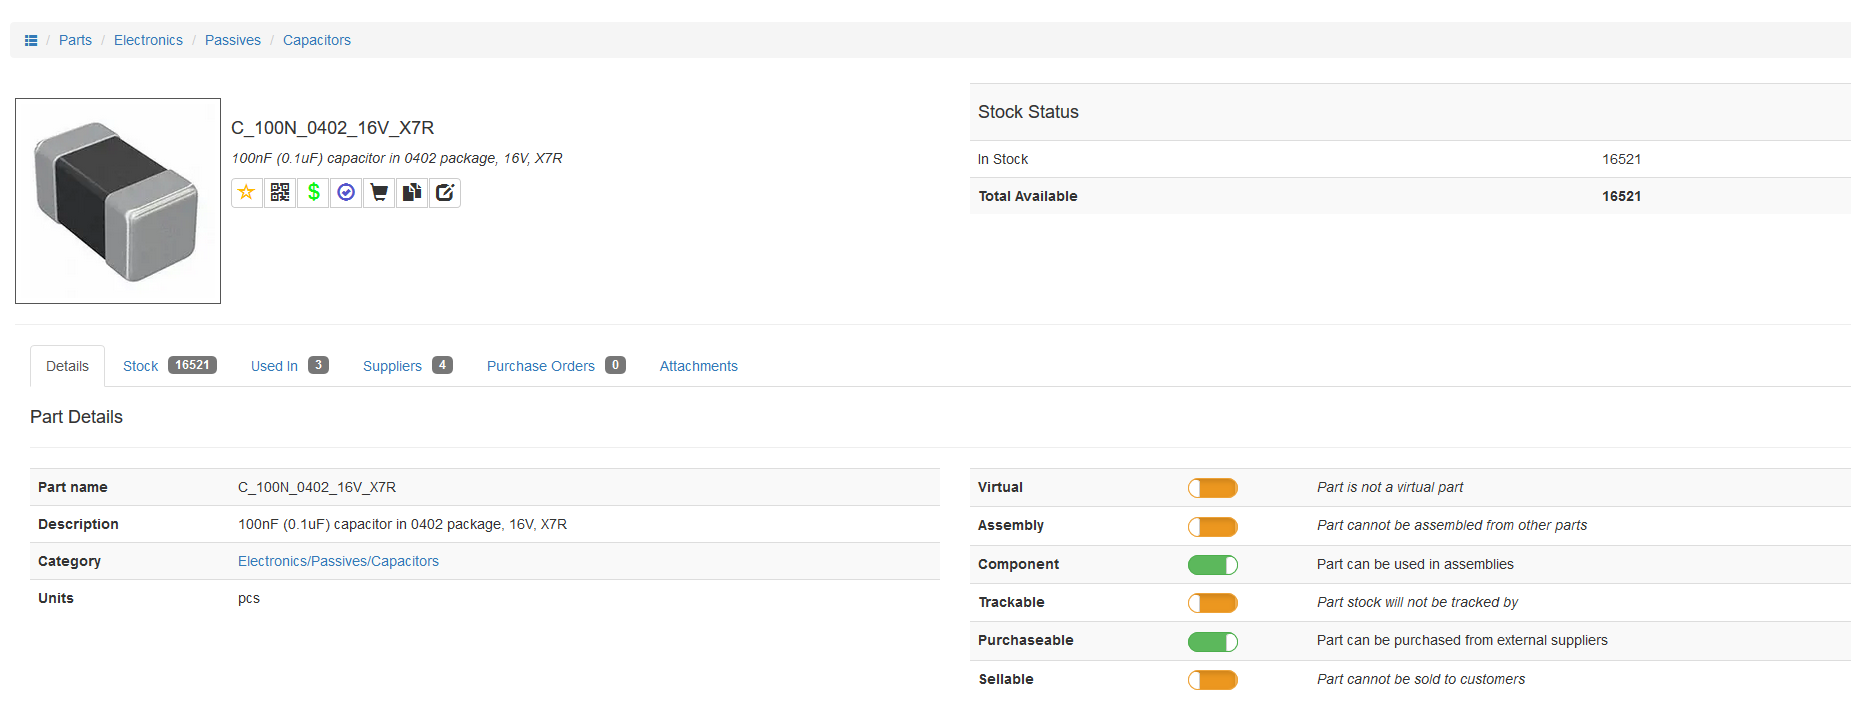 / Parts / Electronics / Passives / Capacitors
C_100N_0402_16V_X7R
100nF (0.1uF) capacitor in 0402 package, 16V, X7R
$
Stock Status
In Stock 16521
Total Available 16521
Details Stock 16521 Used In 3 Suppliers 4 Purchase Orders 0 Attachments
Part Details
Part name C_100N_0402_16V_X7R
Description 100nF (0.1uF) capacitor in 0402 package, 16V, X7R
Category Electronics/Passives/Capacitors
Units pcs
Virtual Part is not a virtual part
Assembly Part cannot be assembled from other parts
Component Part can be used in assemblies
Trackable Part stock will not be tracked by
Purchaseable Part can be purchased from external suppliers
Sellable Part cannot be sold to customers